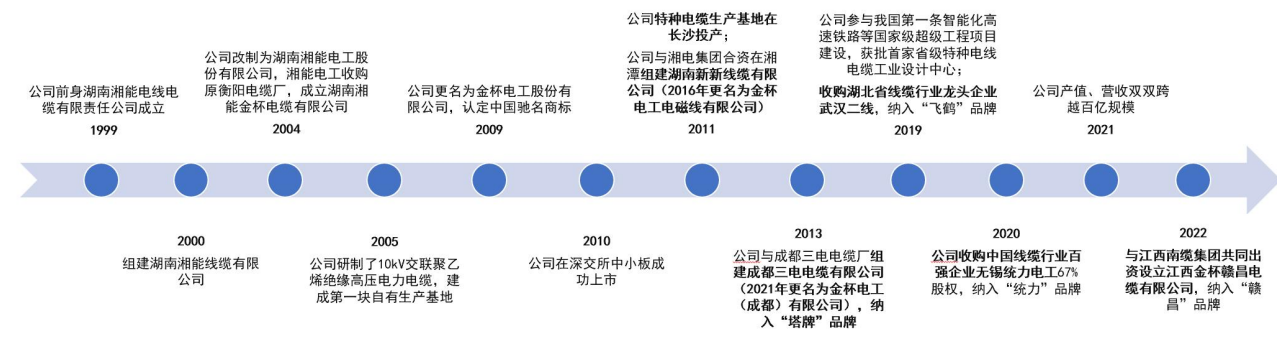 公司前身湖南湘能电线电
缆有限责任公司成立
1999
2000
组建湖南湘能线缆有限
公司
公司改制为湖南湘能电工股
份有限公司，湘能电工收购
原衡阳电缆厂，成立湖南湘
能金杯电缆有限公司
2004
2005
公司研制了10kV交联聚乙
烯绝缘高压电力电缆，建
成第一块自有生产基地
公司更名为金杯电工股份有
限公司，认定中国驰名商标
2009
2010
公司在深交所中小板成
功上市
公司特种电缆生产基地在
长沙投产；
公司与湘电集团合资在湘
潭组建湖南新新线缆有限
公司（2016年更名为金杯
电工电磁线有限公司）
2011
2013
公司与成都三电电缆厂组
建成都三电电缆有限公司
（2021年更名为金杯电工
（成都）有限公司），纳
入“塔牌”品牌
公司参与我国第一条智能化高
速铁路等国家级超级工程项目
建设，获批首家省级特种电线
电缆工业设计中心；
收购湖北省线缆行业龙头企业
武汉二线，纳入“飞鹤”品牌
2019
2020
公司收购中国线缆行业百
强企业无锡统力电工67%
股权，纳入“统力”品牌
公司产值、营收双双跨
越百亿规模
2021
2022
与江西南缆集团共同出
资设立江西金杯赣昌电
缆有限公司，纳入“赣
昌”品牌